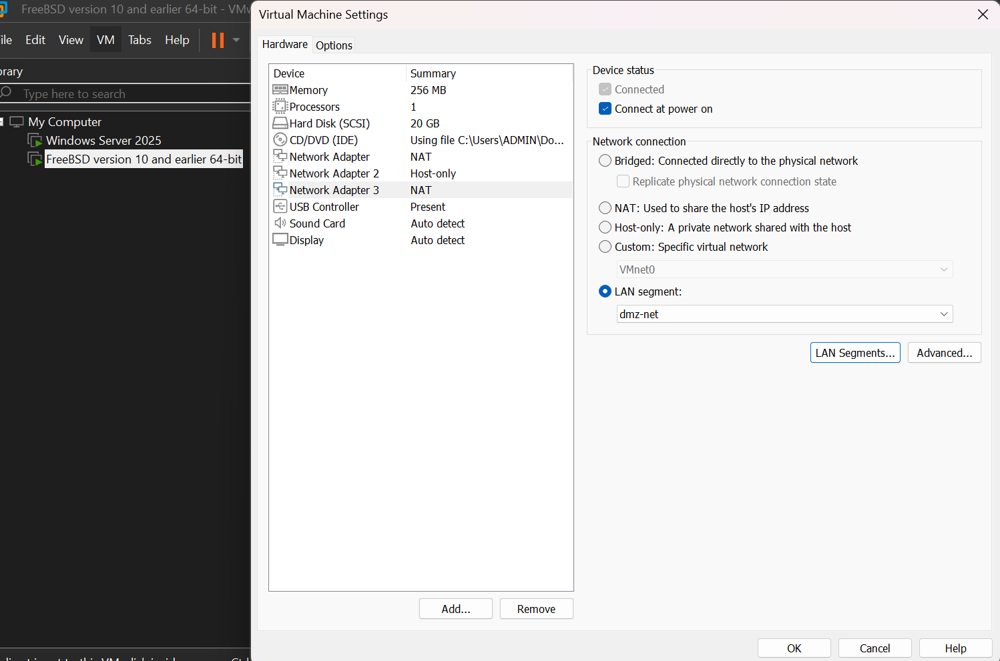 FreeBSD version 10 and earlier 64-bit - VMw
Virtual Machine Settings
ile Edit View VM Tabs Help
Hardware Options
brary
Type here to search
My Computer
Windows Server 2025
FreeBSD version 10 and earlier 64-bit
Device Summary
Memory 256 MB
Processors 1
Hard Disk (SCSI) 20 GB
CD/DVD (IDE) Using file C:\Users\ADMIN\Do...
Network Adapter NAT
Network Adapter 2 Host-only
Network Adapter 3 NAT
USB Controller Present
Sound Card Auto detect
Display Auto detect
Add... Remove
Device status
Connected
Connect at power on
Network connection
Bridged: Connected directly to the physical network
Replicate physical network connection state
NAT: Used to share the host's IP address
Host-only: A private network shared with the host
Custom: Specific virtual network
VMnet0
LAN segment:
dmz-net
LAN Segments... Advanced...
OK Cancel Help